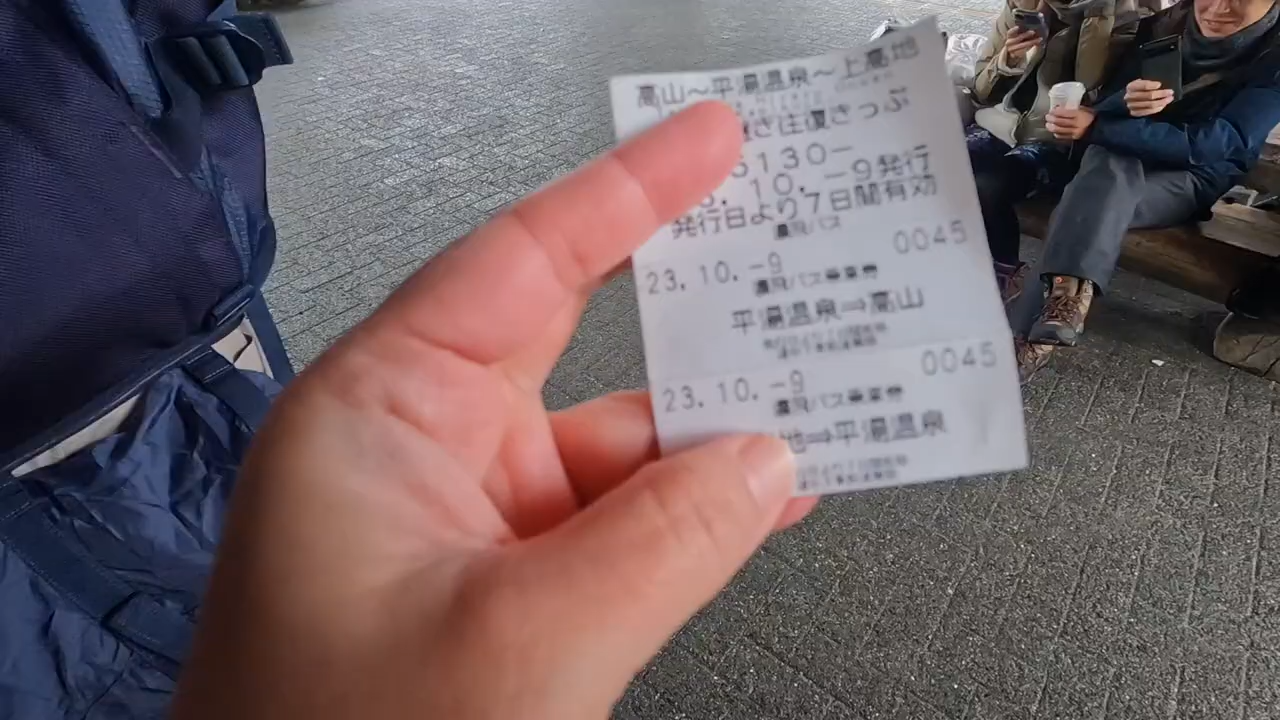 高山～平湯温泉～上高地
き往復きっぷ
5130-
10.-9発行
発行日より7日間有効
濃飛バス
0045
23.10.-9
濃飛バス乗車券
平湯温泉⇒高山
0045
23.10.-9
濃飛バス乗車券
地⇒平湯温泉